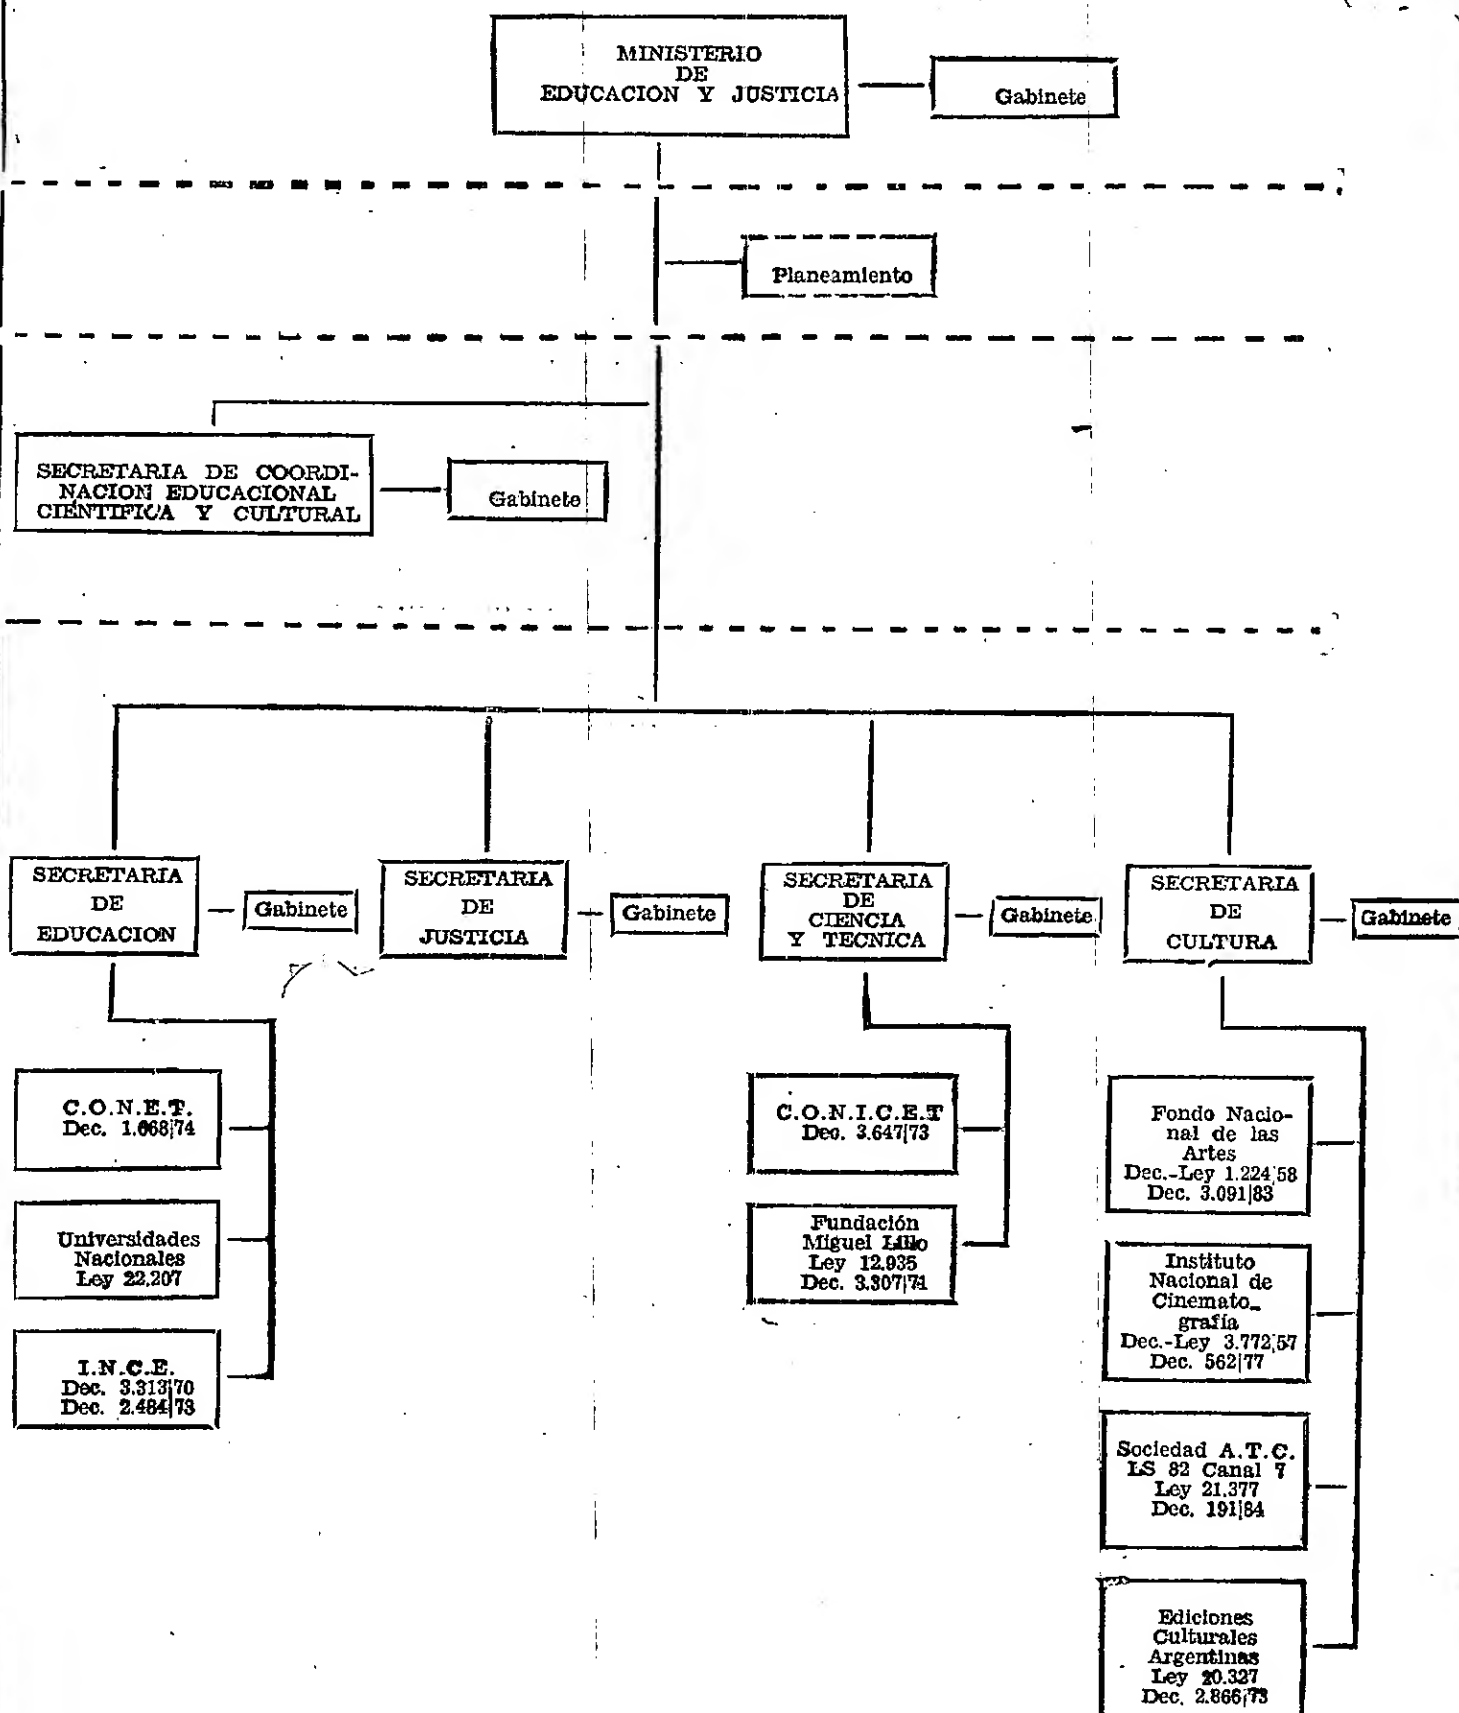 MINISTERIO
DE
EDUCACION Y JUSTICIA
Gabinete
Planeamiento
SECRETARIA DE COORDI-
NACION EDUCACIONAL
CIENTIFICA Y CULTURAL
Gabinete
SECRETARIA
DE
EDUCACION
Gabinete
SECRETARIA
DE
JUSTICIA
Gabinete
SECRETARIA
DE
CIENCIA
Y TECNICA
Gabinete
SECRETARIA
DE
CULTURA
Gabinete
C.O.N.E.T.
Dec. 1.668|74
Universidades
Nacionales
Ley 22.207
I.N.C.E.
Dec. 3.313|70
Dec. 2.484|73
C.O.N.I.C.E.T
Dec. 3.647|73
Fundación
Miguel Lillo
Ley 12.935
Dec. 3.307|74
Fondo Nacio-
nal de las
Artes
Dec.-Ley 1.224|58
Dec. 3.091|83
Instituto
Nacional de
Cinemato_
grafía
Dec.-Ley 3.772|57
Dec. 562|77
Sociedad A.T.C.
LS 82 Canal 7
Ley 21.377
Dec. 191|84
Ediciones
Culturales
Argentinas
Ley 20.327
Dec. 2.866|73